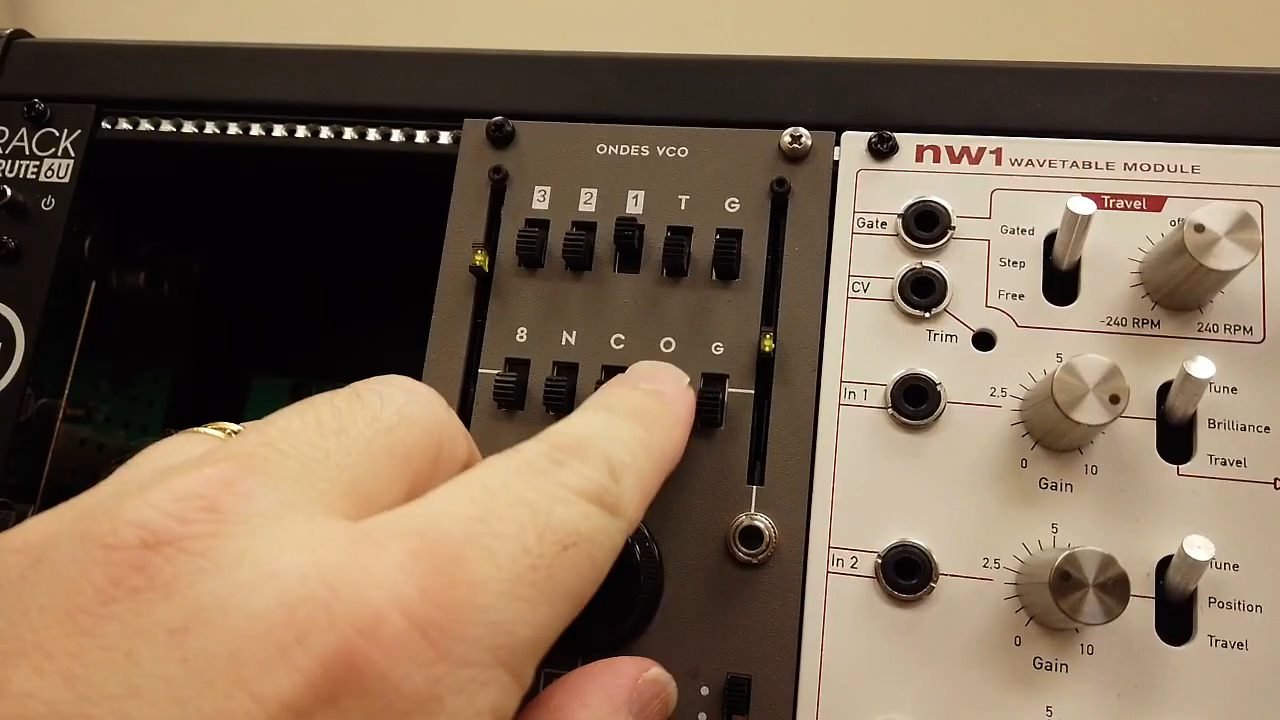 RACK
RUTE 6U
ONDES VCO
3 2 1 T G
8 N C O G
nw1 WAVETABLE MODULE
Travel
Gate
Gated
off
Step
CV
Free
-240 RPM
240 RPM
Trim
5
Tune
In 1
2,5
Brilliance
0
10
Travel
Gain
5
Tune
In 2
2,5
Position
0
10
Travel
Gain
5